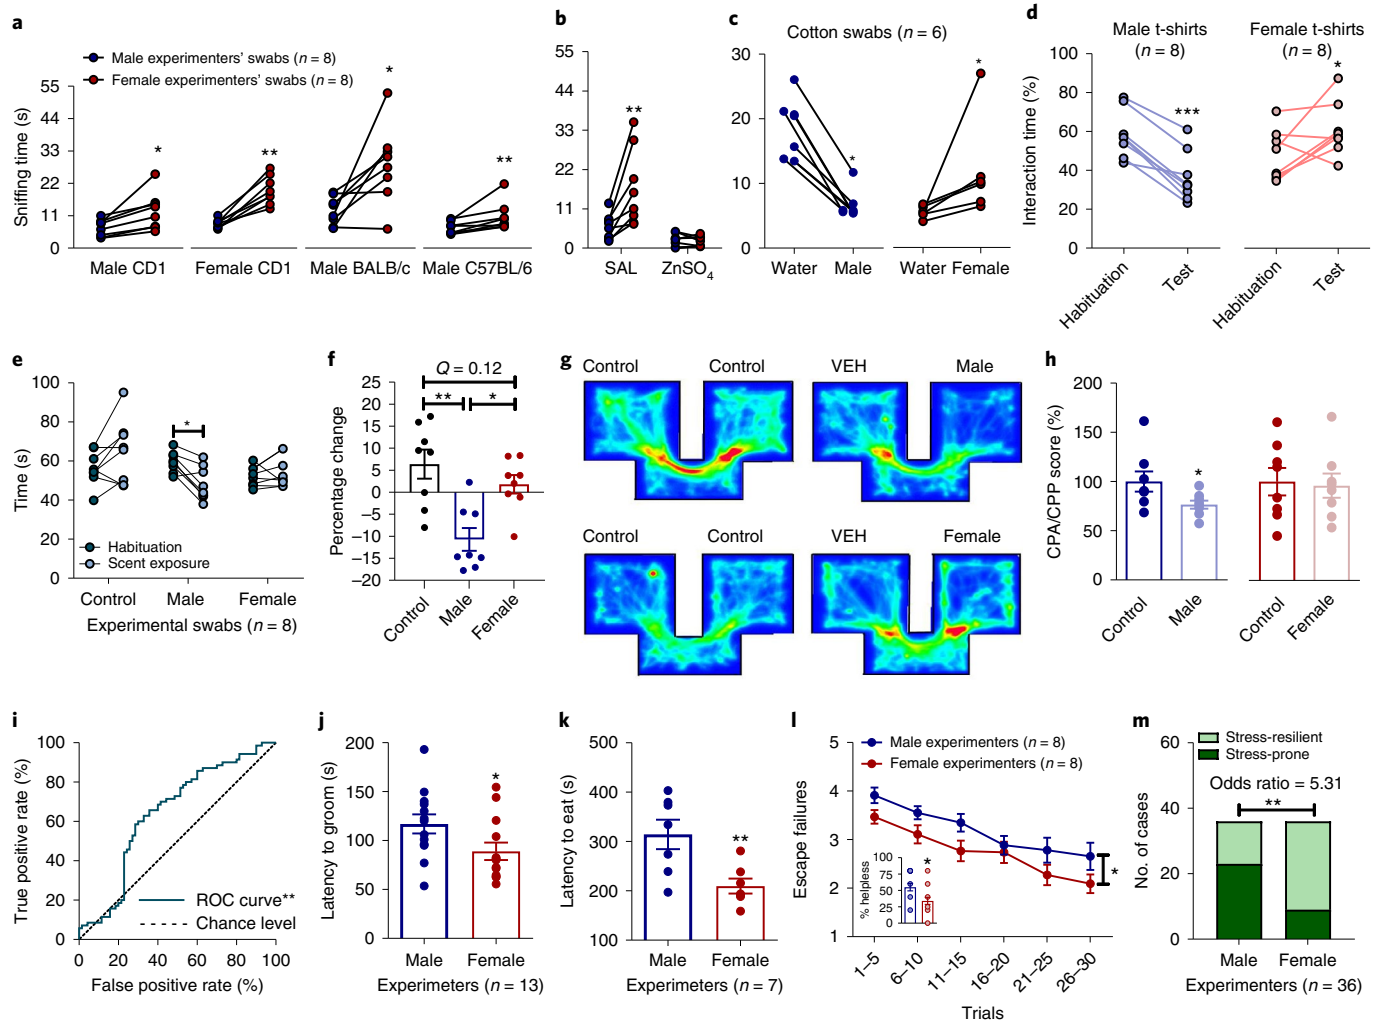 a
Male experimenters' swabs (n = 8)
Female experimenters' swabs (n = 8)
Sniffing time (s)
55
44
33
22
11
0
*
**
*
**
Male CD1
Female CD1
Male BALB/c
Male C57BL/6
b
55
44
33
22
11
0
**
SAL
ZnSO4
c
Cotton swabs (n = 6)
30
20
10
0
*
*
Water
Male
Water
Female
d
Male t-shirts
(n = 8)
Female t-shirts
(n = 8)
Interaction time (%)
100
80
60
40
20
0
***
*
Habituation
Test
Habituation
Test
e
Time (s)
100
80
60
40
20
0
*
Habituation
Scent exposure
Control
Male
Female
Experimental swabs (n = 8)
f
Percentage change
25
20
15
10
5
0
−5
−10
−15
−20
Q = 0.12
**
*
Control
Male
Female
g
Control
Control
VEH
Male
Control
Control
VEH
Female
h
CPA/CPP score (%)
200
150
100
50
0
*
Control
Male
Control
Female
i
True positive rate (%)
100
80
60
40
20
0
ROC curve**
Chance level
0
20
40
60
80
100
False positive rate (%)
j
Latency to groom (s)
200
150
100
50
0
*
Male
Female
Experimeters (n = 13)
k
Latency to eat (s)
500
400
300
200
100
**
Male
Female
Experimeters (n = 7)
l
Male experimenters (n = 8)
Female experimenters (n = 8)
Escape failures
5
4
3
2
1
% helpless
100
75
50
25
0
*
*
1–5
6–10
11–15
16–20
21–25
26–30
Trials
m
Stress-resilient
Stress-prone
Odds ratio = 5.31
**
No. of cases
60
40
20
0
Male
Female
Experimenters (n = 36)